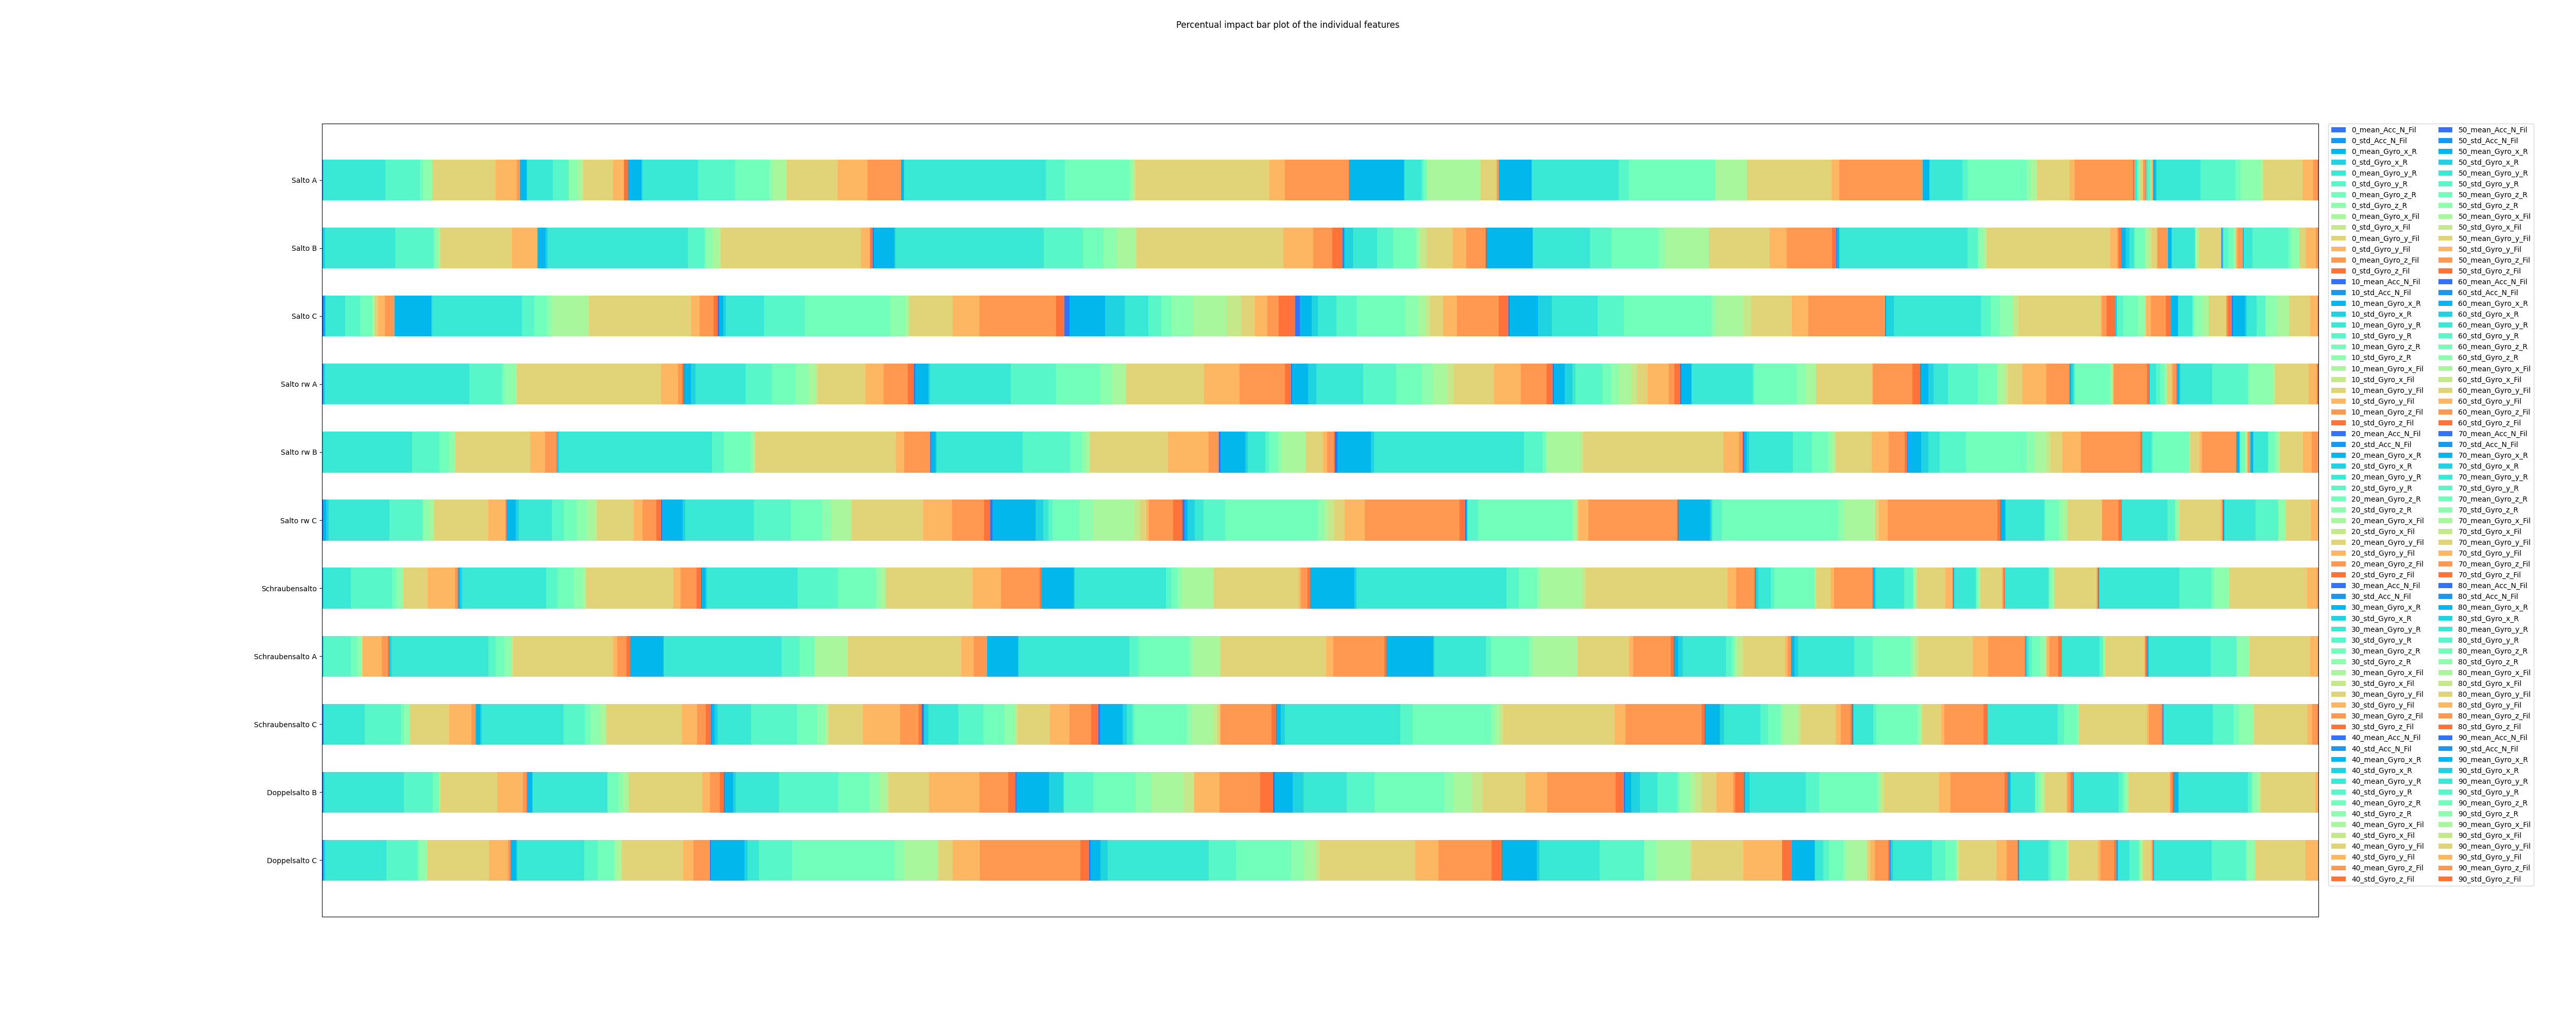 Percentual impact bar plot of the individual features
Salto A
Salto B
Salto C
Salto rw A
Salto rw B
Salto rw C
Schraubensalto
Schraubensalto A
Schraubensalto C
Doppelsalto B
Doppelsalto C
0_mean_Acc_N_Fil
0_std_Acc_N_Fil
0_mean_Gyro_x_R
0_std_Gyro_x_R
0_mean_Gyro_y_R
0_std_Gyro_y_R
0_mean_Gyro_z_R
0_std_Gyro_z_R
0_mean_Gyro_x_Fil
0_std_Gyro_x_Fil
0_mean_Gyro_y_Fil
0_std_Gyro_y_Fil
0_mean_Gyro_z_Fil
0_std_Gyro_z_Fil
10_mean_Acc_N_Fil
10_std_Acc_N_Fil
10_mean_Gyro_x_R
10_std_Gyro_x_R
10_mean_Gyro_y_R
10_std_Gyro_y_R
10_mean_Gyro_z_R
10_std_Gyro_z_R
10_mean_Gyro_x_Fil
10_std_Gyro_x_Fil
10_mean_Gyro_y_Fil
10_std_Gyro_y_Fil
10_mean_Gyro_z_Fil
10_std_Gyro_z_Fil
20_mean_Acc_N_Fil
20_std_Acc_N_Fil
20_mean_Gyro_x_R
20_std_Gyro_x_R
20_mean_Gyro_y_R
20_std_Gyro_y_R
20_mean_Gyro_z_R
20_std_Gyro_z_R
20_mean_Gyro_x_Fil
20_std_Gyro_x_Fil
20_mean_Gyro_y_Fil
20_std_Gyro_y_Fil
20_mean_Gyro_z_Fil
20_std_Gyro_z_Fil
30_mean_Acc_N_Fil
30_std_Acc_N_Fil
30_mean_Gyro_x_R
30_std_Gyro_x_R
30_mean_Gyro_y_R
30_std_Gyro_y_R
30_mean_Gyro_z_R
30_std_Gyro_z_R
30_mean_Gyro_x_Fil
30_std_Gyro_x_Fil
30_mean_Gyro_y_Fil
30_std_Gyro_y_Fil
30_mean_Gyro_z_Fil
30_std_Gyro_z_Fil
40_mean_Acc_N_Fil
40_std_Acc_N_Fil
40_mean_Gyro_x_R
40_std_Gyro_x_R
40_mean_Gyro_y_R
40_std_Gyro_y_R
40_mean_Gyro_z_R
40_std_Gyro_z_R
40_mean_Gyro_x_Fil
40_std_Gyro_x_Fil
40_mean_Gyro_y_Fil
40_std_Gyro_y_Fil
40_mean_Gyro_z_Fil
40_std_Gyro_z_Fil
50_mean_Acc_N_Fil
50_std_Acc_N_Fil
50_mean_Gyro_x_R
50_std_Gyro_x_R
50_mean_Gyro_y_R
50_std_Gyro_y_R
50_mean_Gyro_z_R
50_std_Gyro_z_R
50_mean_Gyro_x_Fil
50_std_Gyro_x_Fil
50_mean_Gyro_y_Fil
50_std_Gyro_y_Fil
50_mean_Gyro_z_Fil
50_std_Gyro_z_Fil
60_mean_Acc_N_Fil
60_std_Acc_N_Fil
60_mean_Gyro_x_R
60_std_Gyro_x_R
60_mean_Gyro_y_R
60_std_Gyro_y_R
60_mean_Gyro_z_R
60_std_Gyro_z_R
60_mean_Gyro_x_Fil
60_std_Gyro_x_Fil
60_mean_Gyro_y_Fil
60_std_Gyro_y_Fil
60_mean_Gyro_z_Fil
60_std_Gyro_z_Fil
70_mean_Acc_N_Fil
70_std_Acc_N_Fil
70_mean_Gyro_x_R
70_std_Gyro_x_R
70_mean_Gyro_y_R
70_std_Gyro_y_R
70_mean_Gyro_z_R
70_std_Gyro_z_R
70_mean_Gyro_x_Fil
70_std_Gyro_x_Fil
70_mean_Gyro_y_Fil
70_std_Gyro_y_Fil
70_mean_Gyro_z_Fil
70_std_Gyro_z_Fil
80_mean_Acc_N_Fil
80_std_Acc_N_Fil
80_mean_Gyro_x_R
80_std_Gyro_x_R
80_mean_Gyro_y_R
80_std_Gyro_y_R
80_mean_Gyro_z_R
80_std_Gyro_z_R
80_mean_Gyro_x_Fil
80_std_Gyro_x_Fil
80_mean_Gyro_y_Fil
80_std_Gyro_y_Fil
80_mean_Gyro_z_Fil
80_std_Gyro_z_Fil
90_mean_Acc_N_Fil
90_std_Acc_N_Fil
90_mean_Gyro_x_R
90_std_Gyro_x_R
90_mean_Gyro_y_R
90_std_Gyro_y_R
90_mean_Gyro_z_R
90_std_Gyro_z_R
90_mean_Gyro_x_Fil
90_std_Gyro_x_Fil
90_mean_Gyro_y_Fil
90_std_Gyro_y_Fil
90_mean_Gyro_z_Fil
90_std_Gyro_z_Fil